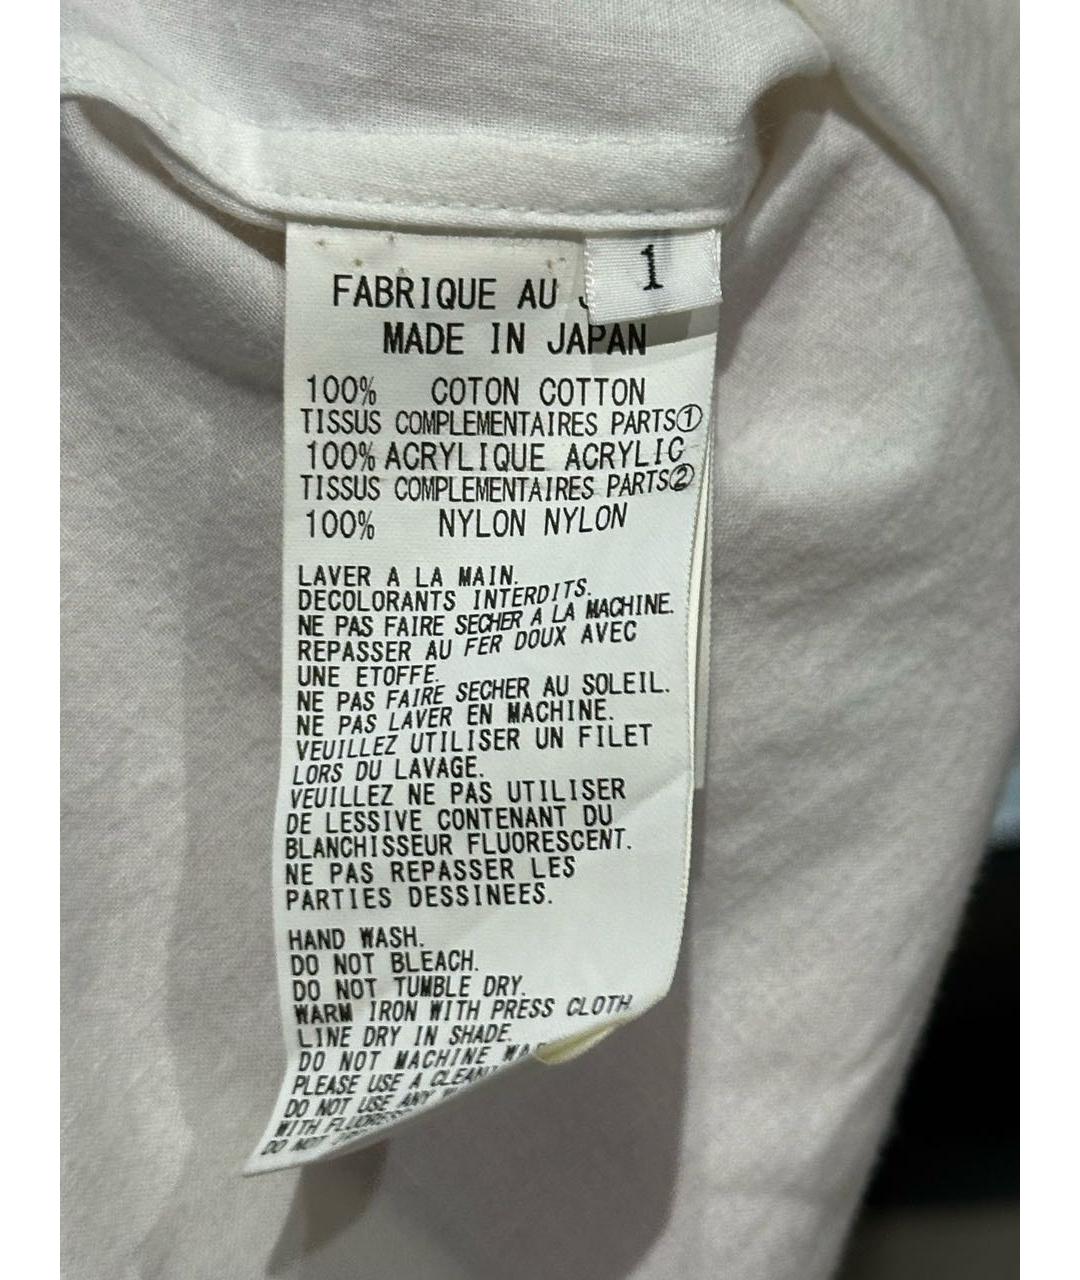 1
FABRIQUE AU
MADE IN JAPAN
100% COTON COTTON
TISSUS COMPLEMENTAIRES PARTS①
100% ACRYLIQUE ACRYLIC
TISSUS COMPLEMENTAIRES PARTS②
100% NYLON NYLON
LAVER A LA MAIN.
DECOLORANTS INTERDITS.
NE PAS FAIRE SECHER A LA MACHINE.
REPASSER AU FER DOUX AVEC
UNE ETOFFE.
NE PAS FAIRE SECHER AU SOLEIL.
NE PAS LAVER EN MACHINE.
VEUILLEZ UTILISER UN FILET
LORS DU LAVAGE.
VEUILLEZ NE PAS UTILISER
DE LESSIVE CONTENANT DU
BLANCHISSEUR FLUORESCENT.
NE PAS REPASSER LES
PARTIES DESSINEES.
HAND WASH.
DO NOT BLEACH.
DO NOT TUMBLE DRY.
WARM IRON WITH PRESS CLOTH.
LINE DRY IN SHADE.
DO NOT MACHINE
PLEASE USE A
DO NOT USE ANY
WITH
DO NOT